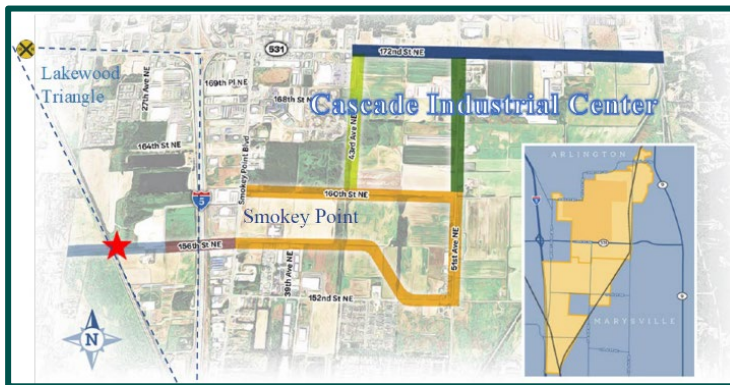 531
172nd St NE
Lakewood
Triangle
27th Ave NE
169th Pl NE
168th St N
Cascade Industrial Center
43rd Ave NE
164th St NE
Smokey Point Blvd
ARLINGTON
5
160th St NE
Smokey Point
51st Ave NE
156th St NE
39th Ave NE
152nd St NE
N
MARYSVILLE